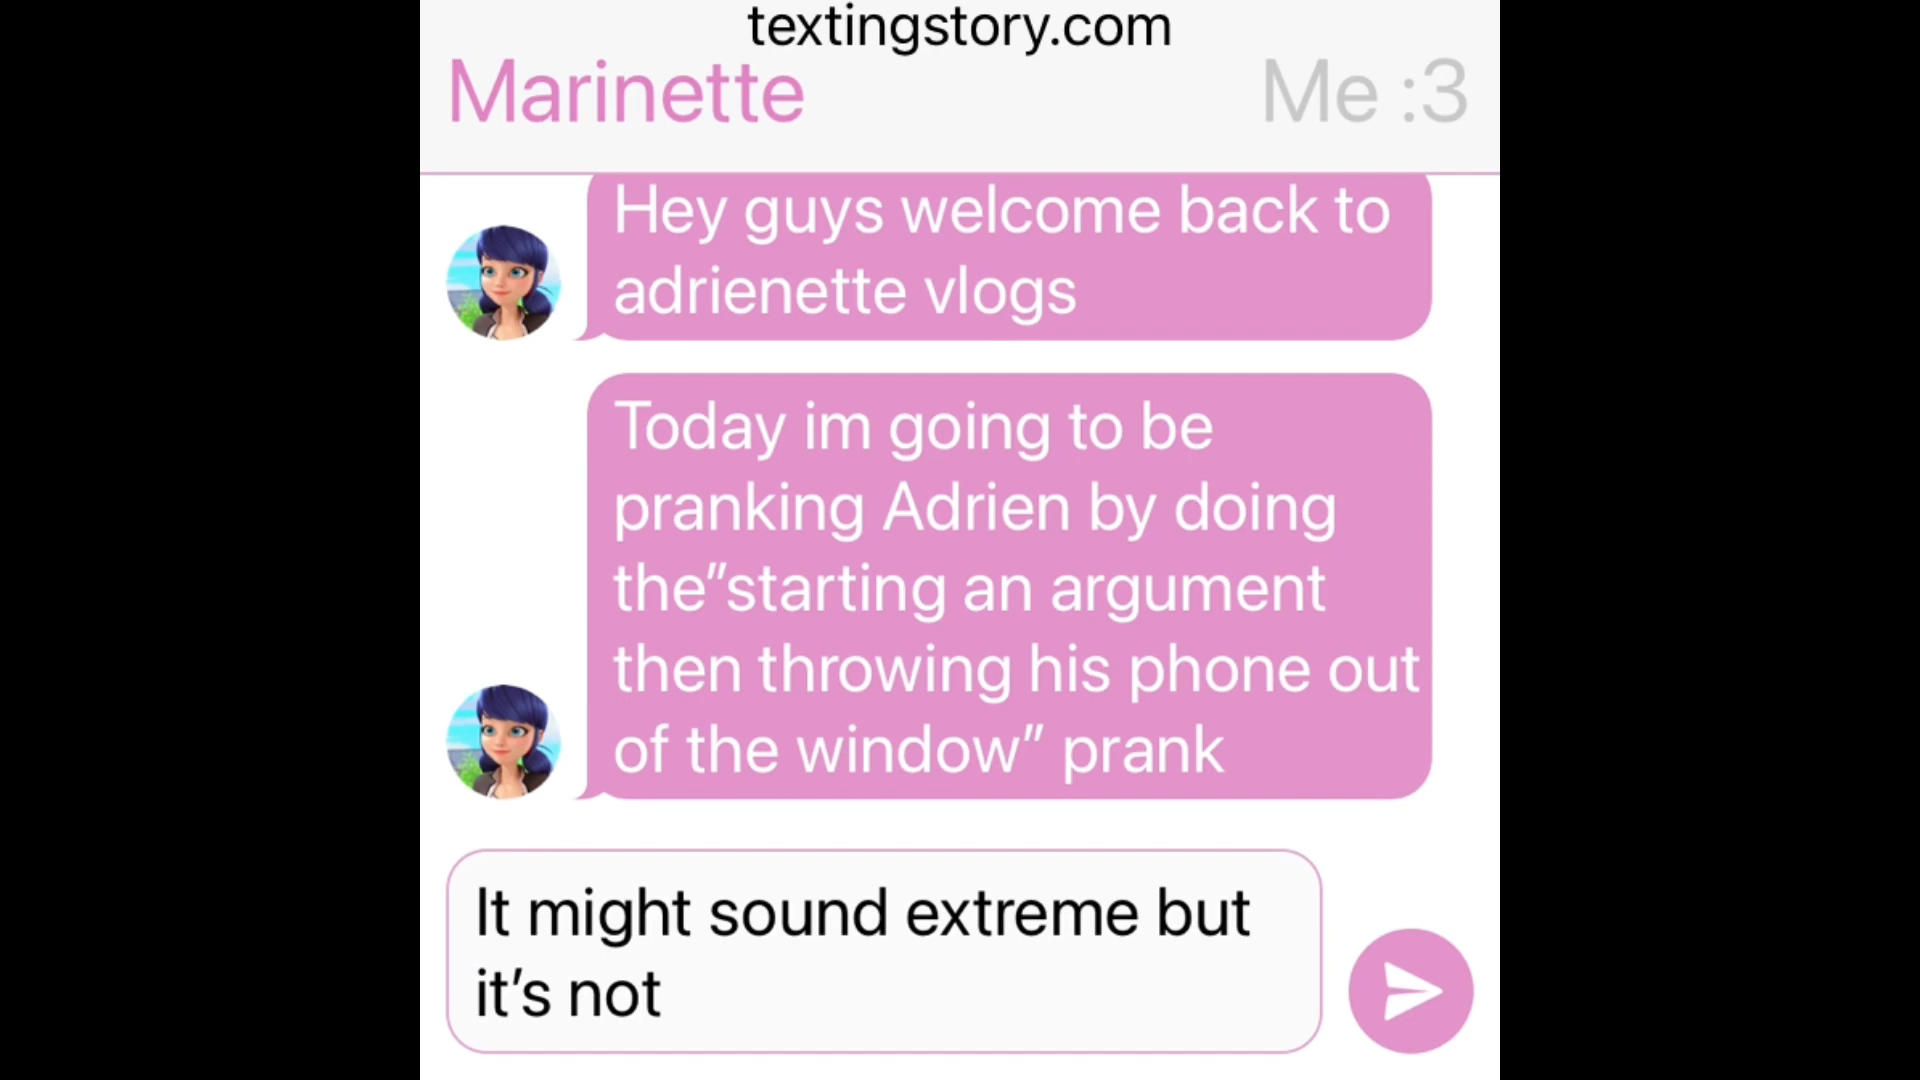 textingstory.com
Marinette
Me :3
Hey guys welcome back to
adrienette vlogs
Today im going to be
pranking Adrien by doing
the”starting an argument
then throwing his phone out
of the window” prank
It might sound extreme but
it’s not